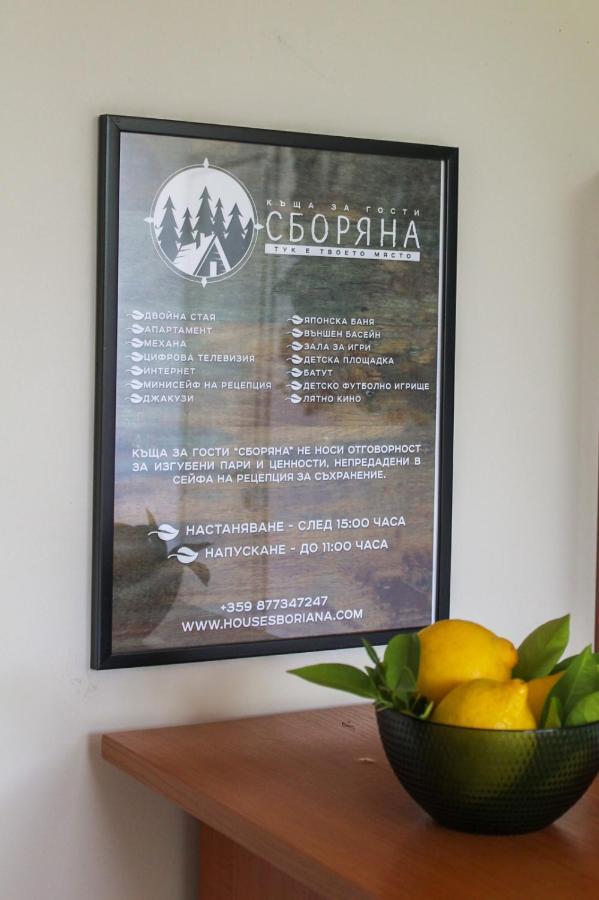 КЪЩА ЗА ГОСТИ
СБОРЯНА
ТУК Е ТВОЕТО МЯСТО
ДВОЙНА СТАЯ
АПАРТАМЕНТ
МЕХАНА
ЦИФРОВА ТЕЛЕВИЗИЯ
ИНТЕРНЕТ
МИНИСЕЙФ НА РЕЦЕПЦИЯ
ДЖАКУЗИ
ЯПОНСКА БАНЯ
ВЪНШЕН БАСЕЙН
ЗАЛА ЗА ИГРИ
ДЕТСКА ПЛОЩАДКА
БАТУТ
ДЕТСКО ФУТБОЛНО ИГРИЩЕ
ЛЯТНО КИНО
КЪЩА ЗА ГОСТИ "СБОРЯНА" НЕ НОСИ ОТГОВОРНОСТ
ЗА ИЗГУБЕНИ ПАРИ И ЦЕННОСТИ, НЕПРЕДАДЕНИ В
СЕЙФА НА РЕЦЕПЦИЯ ЗА СЪХРАНЕНИЕ.
НАСТАНЯВАНЕ - СЛЕД 15:00 ЧАСА
НАПУСКАНЕ - ДО 11:00 ЧАСА
+359 877347247
WWW.HOUSESBORIANA.COM